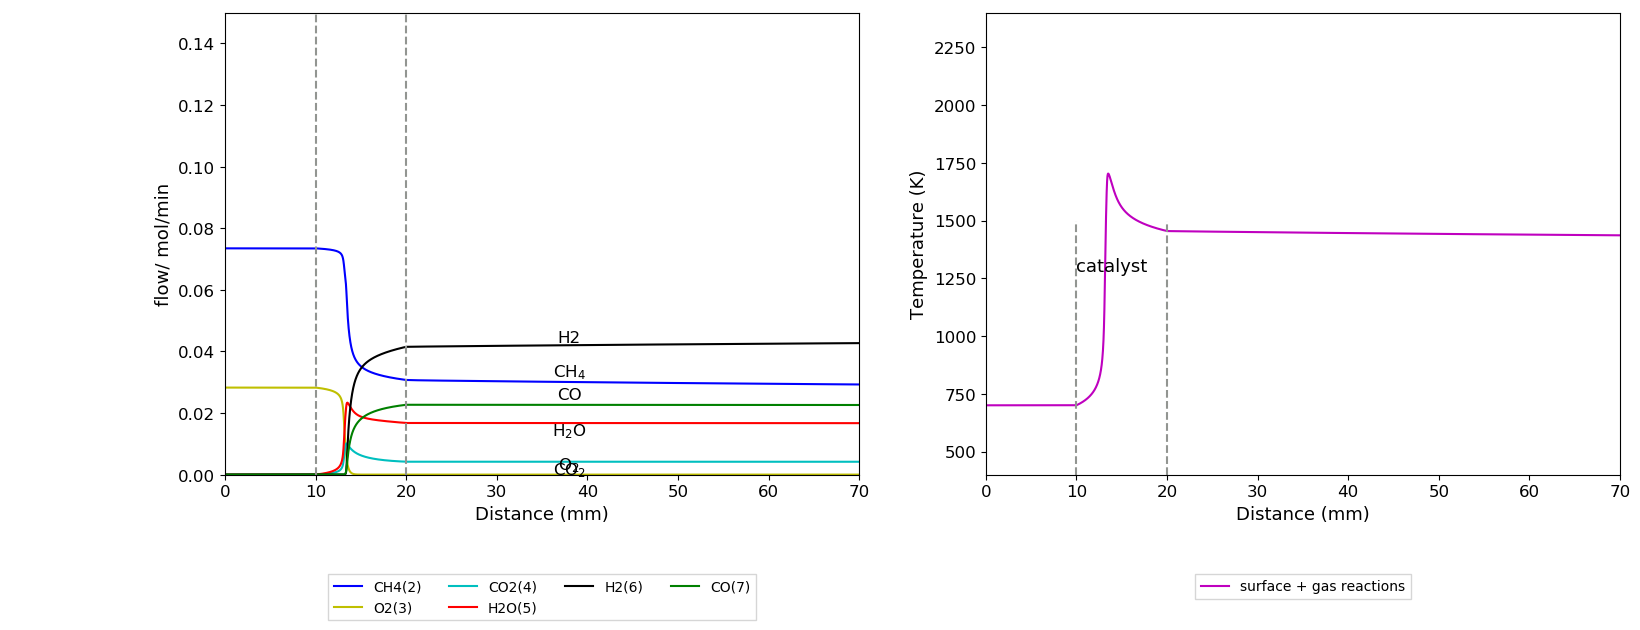 0.14
0.12
0.10
0.08
0.06
0.04
0.02
0.00
flow/ mol/min
H2
CH₄
CO
H₂O
O₂
CO₂
0 10 20 30 40 50 60 70
Distance (mm)
CH4(2) CO2(4) H2(6) CO(7)
O2(3) H2O(5)
2250
2000
1750
1500
1250
1000
750
500
Temperature (K)
catalyst
0 10 20 30 40 50 60 70
Distance (mm)
surface + gas reactions